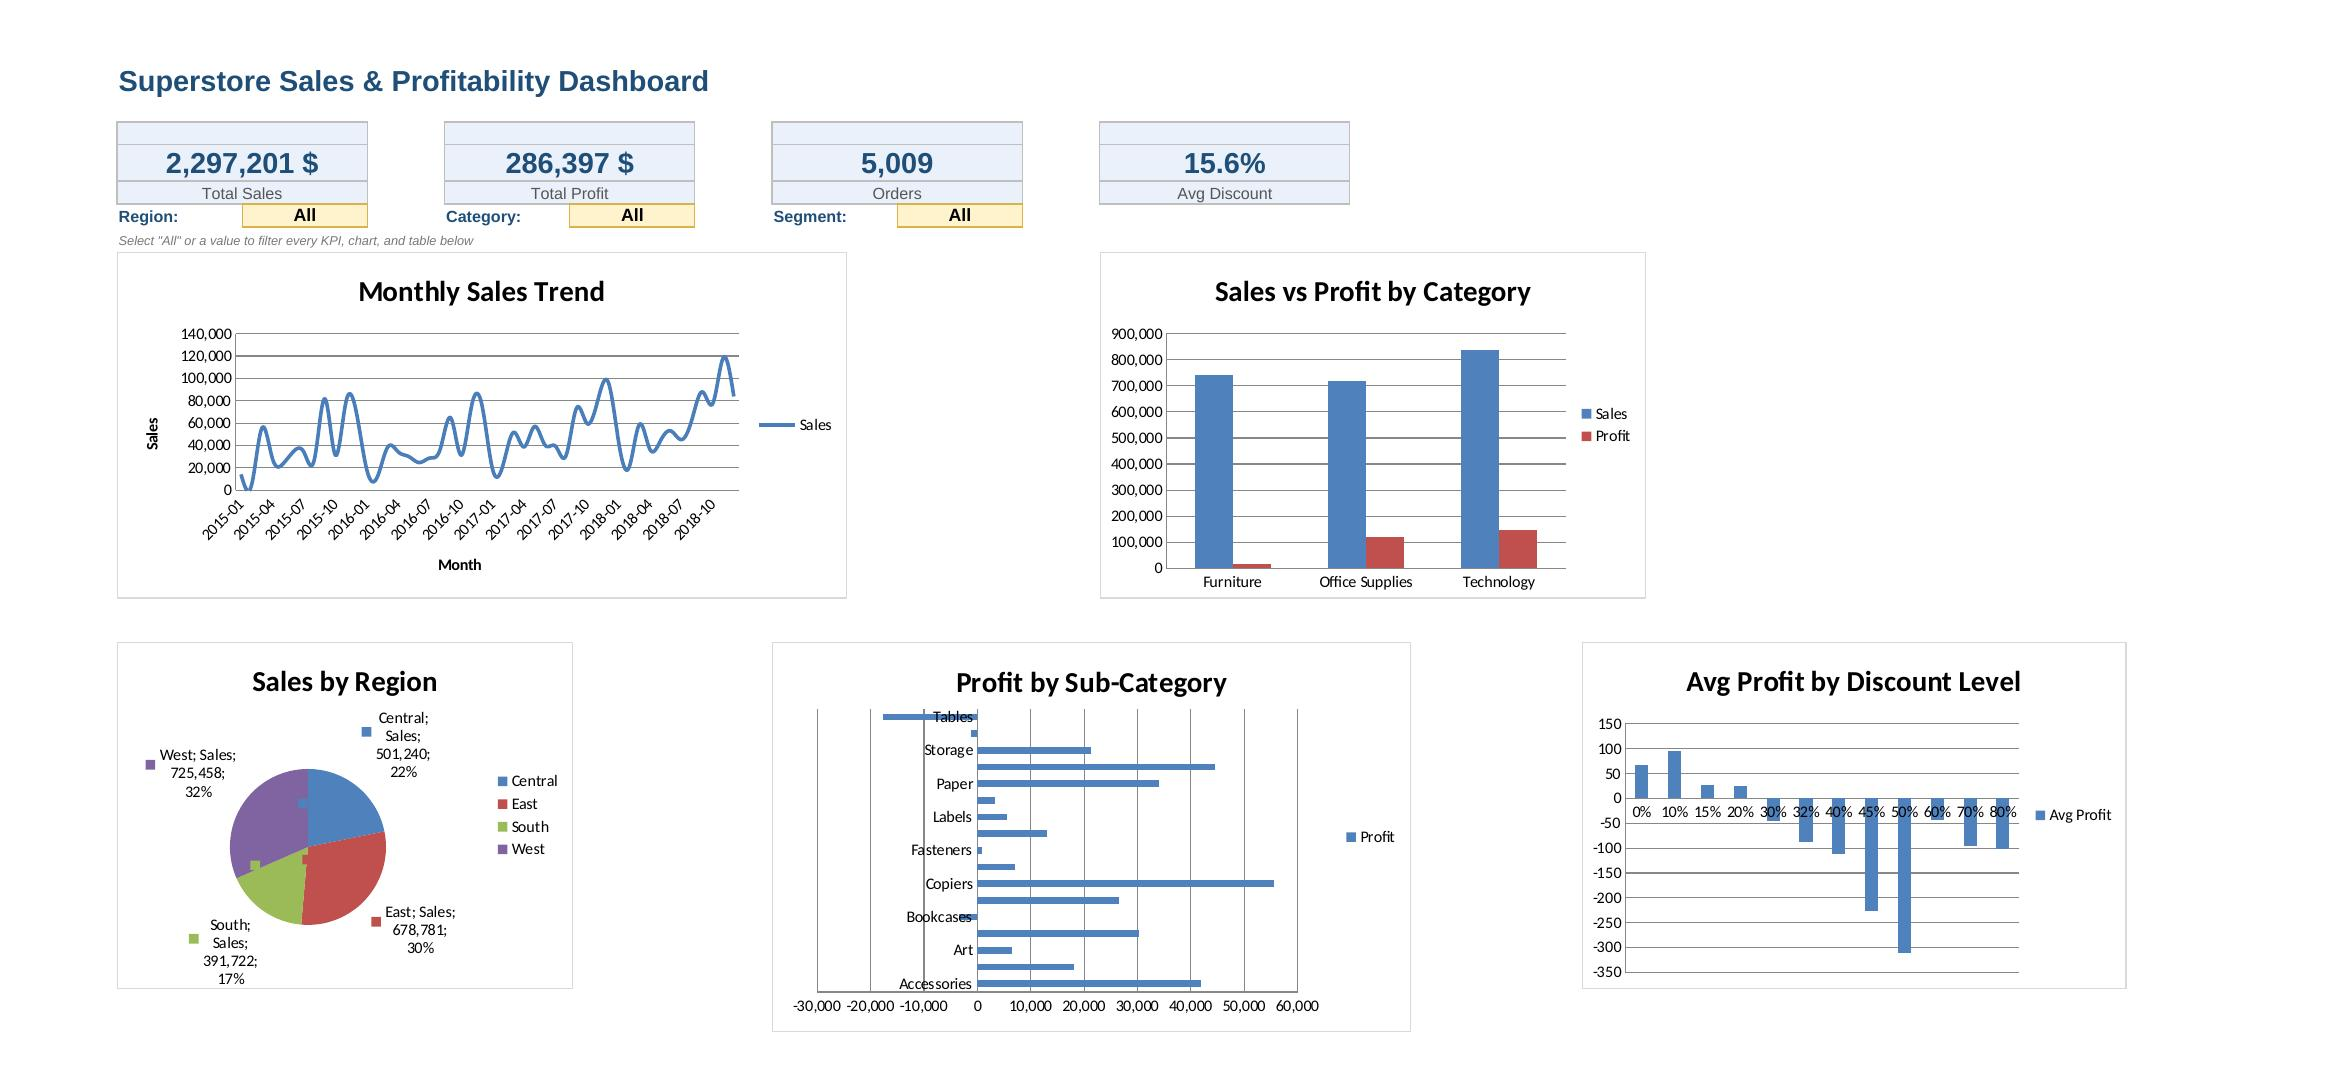 Superstore Sales & Profitability Dashboard
2,297,201 $
286,397 $
5,009
15.6%
Total Sales
Total Profit
Orders
Avg Discount
Region:
All
Category:
All
Segment:
All
Select "All" or a value to filter every KPI, chart, and table below
Monthly Sales Trend
140,000
120,000
100,000
80,000
60,000
40,000
20,000
0
Sales
2015-01
2015-04
2015-07
2015-10
2016-01
2016-04
2016-07
2016-10
2017-01
2017-04
2017-07
2017-10
2018-01
2018-04
2018-07
2018-10
Month
Sales
Sales vs Profit by Category
900,000
800,000
700,000
600,000
500,000
400,000
300,000
200,000
100,000
0
Furniture
Office Supplies
Technology
Sales
Profit
Sales by Region
Central;
Sales;
501,240;
22%
West; Sales;
725,458;
32%
East; Sales;
678,781;
30%
South;
Sales;
391,722;
17%
Central
East
South
West
Profit by Sub-Category
Tables
Storage
Paper
Labels
Fasteners
Copiers
Bookcases
Art
Accessories
-30,000
-20,000
-10,000
0
10,000
20,000
30,000
40,000
50,000
60,000
Profit
Avg Profit by Discount Level
150
100
50
0
-50
-100
-150
-200
-250
-300
-350
0%
10%
15%
20%
30%
32%
40%
45%
50%
60%
70%
80%
Avg Profit